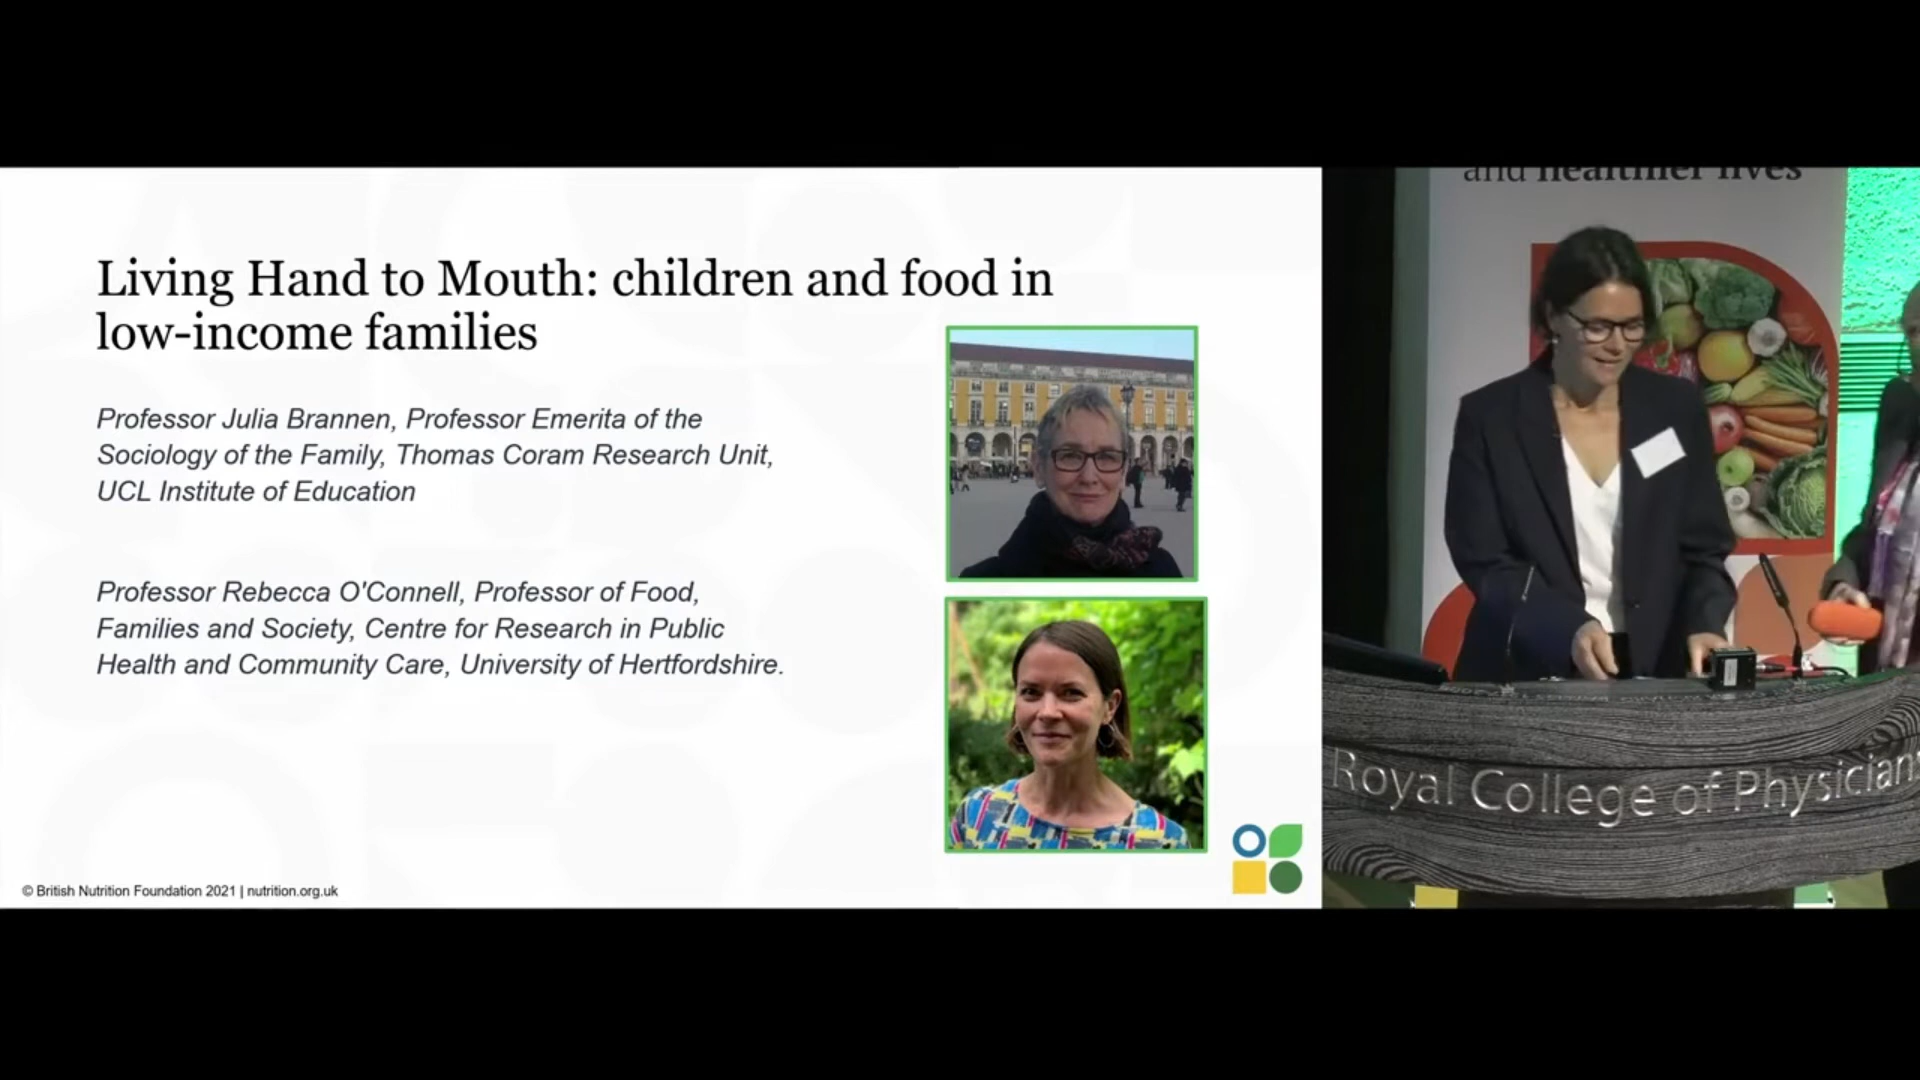 and healthier lives
Living Hand to Mouth: children and food in
low-income families
Professor Julia Brannen, Professor Emerita of the
Sociology of the Family, Thomas Coram Research Unit,
UCL Institute of Education
Professor Rebecca O'Connell, Professor of Food,
Families and Society, Centre for Research in Public
Health and Community Care, University of Hertfordshire.
© British Nutrition Foundation 2021 | nutrition.org.uk
Royal College of Physicians